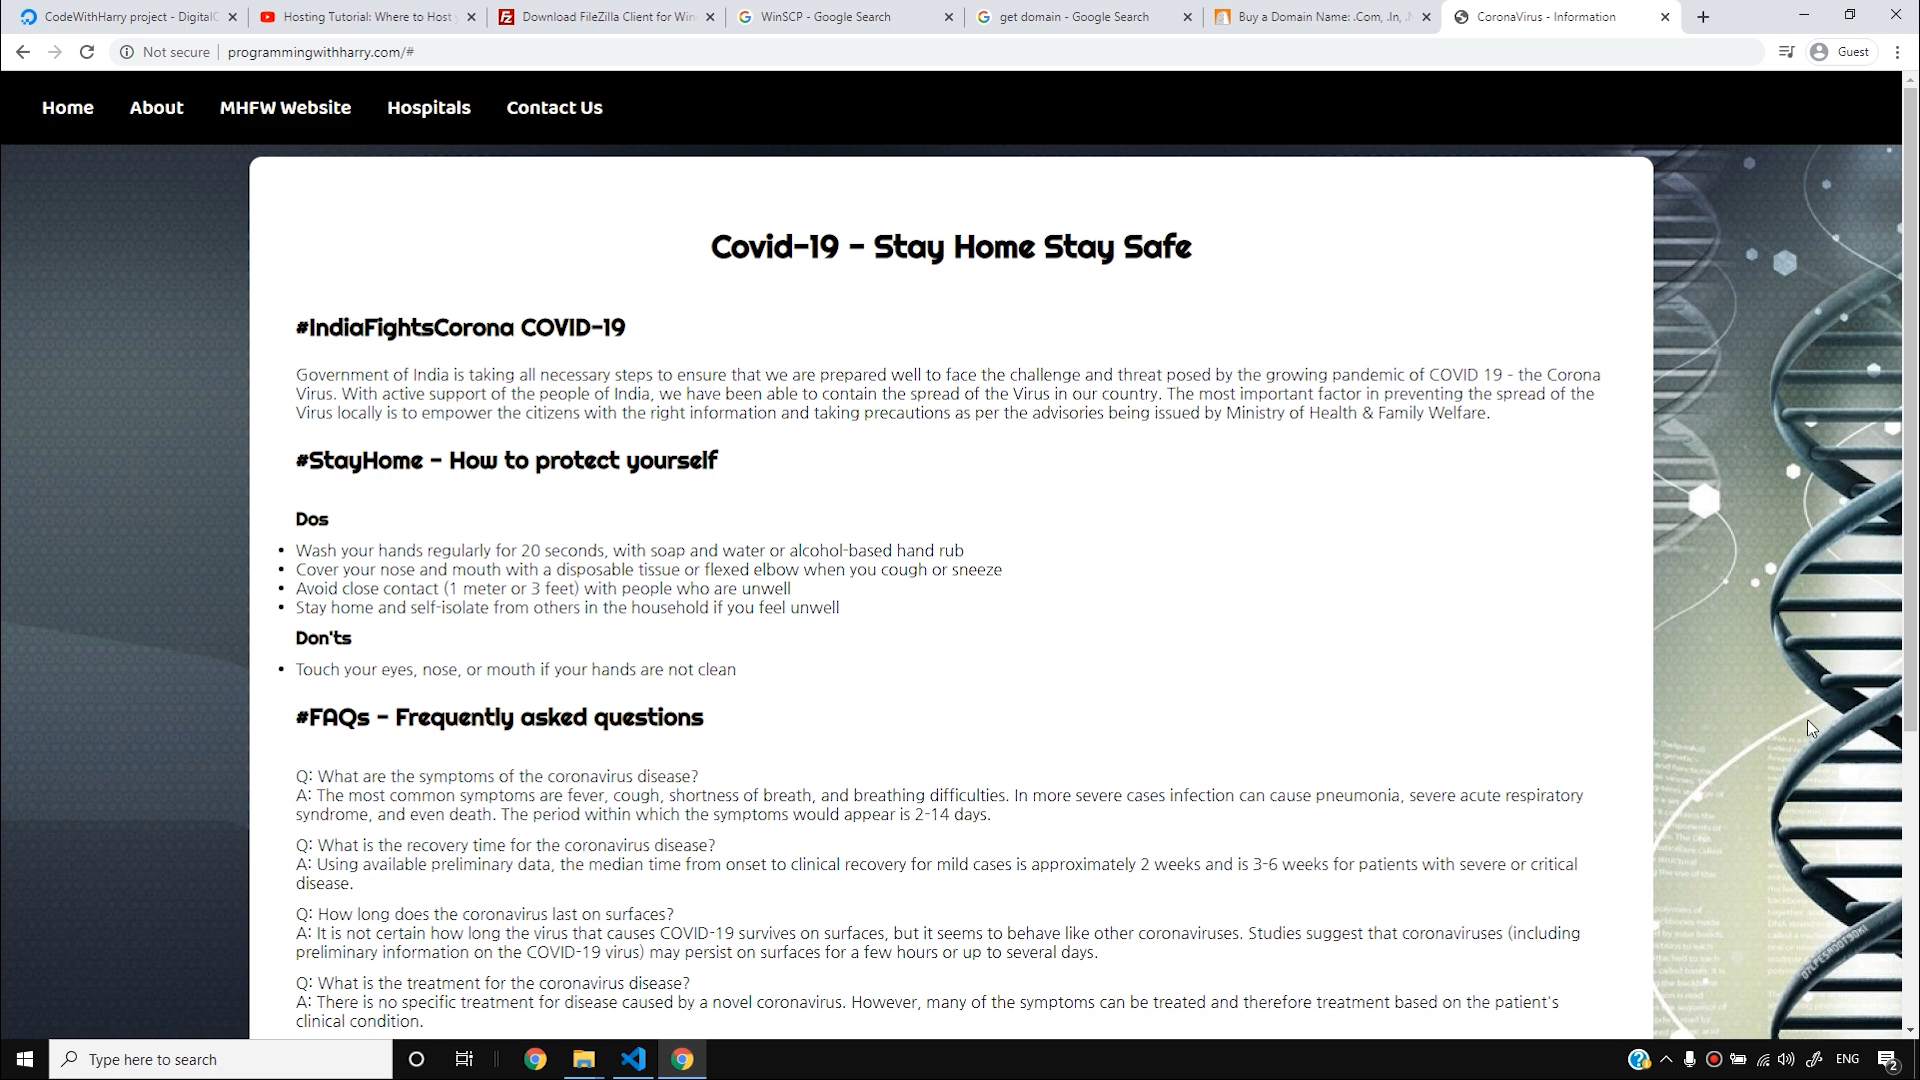 CodeWithHarry project - DigitalC
Hosting Tutorial: Where to Host
Download FileZilla Client for Win
WinSCP - Google Search
get domain - Google Search
Buy a Domain Name: .Com, .In,
CoronaVirus - Information
Not secure
programmingwithharry.com/#
Guest
Home About MHFW Website Hospitals Contact Us
Covid-19 - Stay Home Stay Safe
#IndiaFightsCorona COVID-19
Government of India is taking all necessary steps to ensure that we are prepared well to face the challenge and threat posed by the growing pandemic of COVID 19 - the Corona
Virus. With active support of the people of India, we have been able to contain the spread of the Virus in our country. The most important factor in preventing the spread of the
Virus locally is to empower the citizens with the right information and taking precautions as per the advisories being issued by Ministry of Health & Family Welfare.
#StayHome - How to protect yourself
Dos
• Wash your hands regularly for 20 seconds, with soap and water or alcohol-based hand rub
• Cover your nose and mouth with a disposable tissue or flexed elbow when you cough or sneeze
• Avoid close contact (1 meter or 3 feet) with people who are unwell
• Stay home and self-isolate from others in the household if you feel unwell
Don'ts
• Touch your eyes, nose, or mouth if your hands are not clean
#FAQs - Frequently asked questions
Q: What are the symptoms of the coronavirus disease?
A: The most common symptoms are fever, cough, shortness of breath, and breathing difficulties. In more severe cases infection can cause pneumonia, severe acute respiratory
syndrome, and even death. The period within which the symptoms would appear is 2-14 days.
Q: What is the recovery time for the coronavirus disease?
A: Using available preliminary data, the median time from onset to clinical recovery for mild cases is approximately 2 weeks and is 3-6 weeks for patients with severe or critical
disease.
Q: How long does the coronavirus last on surfaces?
A: It is not certain how long the virus that causes COVID-19 survives on surfaces, but it seems to behave like other coronaviruses. Studies suggest that coronaviruses (including
preliminary information on the COVID-19 virus) may persist on surfaces for a few hours or up to several days.
Q: What is the treatment for the coronavirus disease?
A: There is no specific treatment for disease caused by a novel coronavirus. However, many of the symptoms can be treated and therefore treatment based on the patient's
clinical condition.
Type here to search
ENG
2